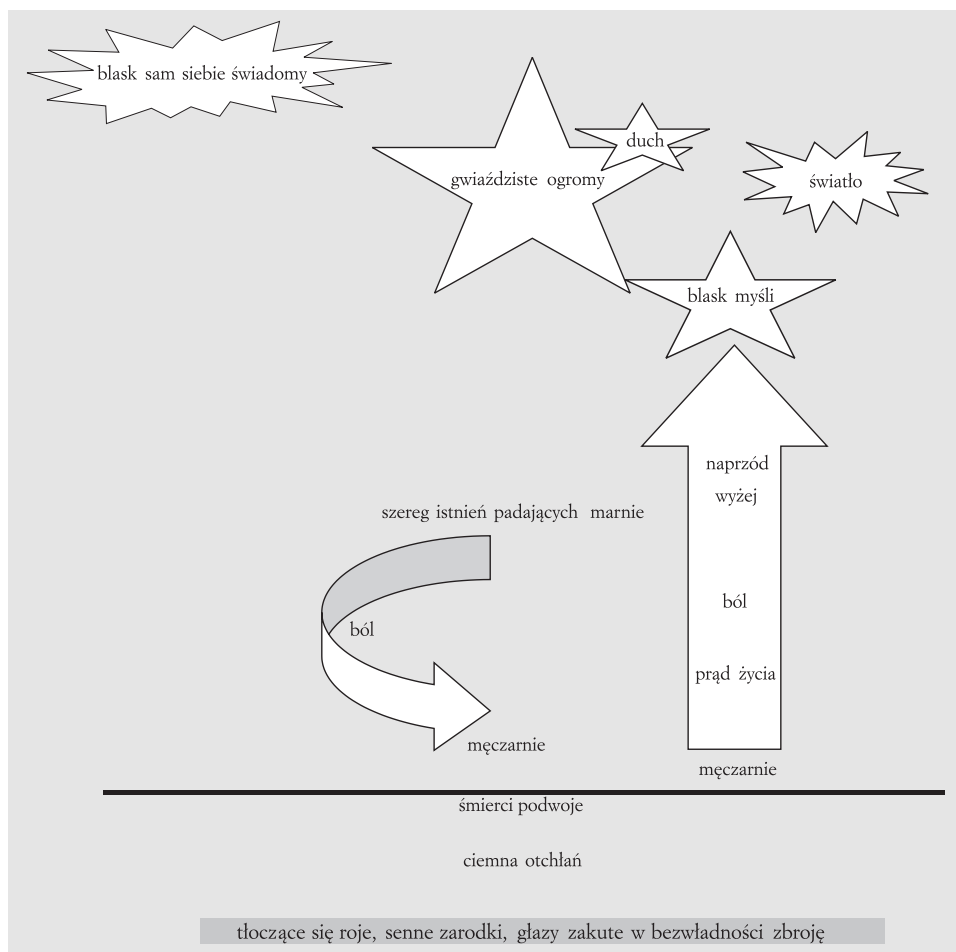 blask sam siebie świadomy
duch
gwiaździste ogromy
światło
blask myśli
naprzód
wyżej
szereg istnień padających marnie
ból
ból
prąd życia
męczarnie
męczarnie
śmierci podwoje
ciemna otchłań
tłoczące się roje, senne zarodki, głazy zakute w bezwładności zbroję